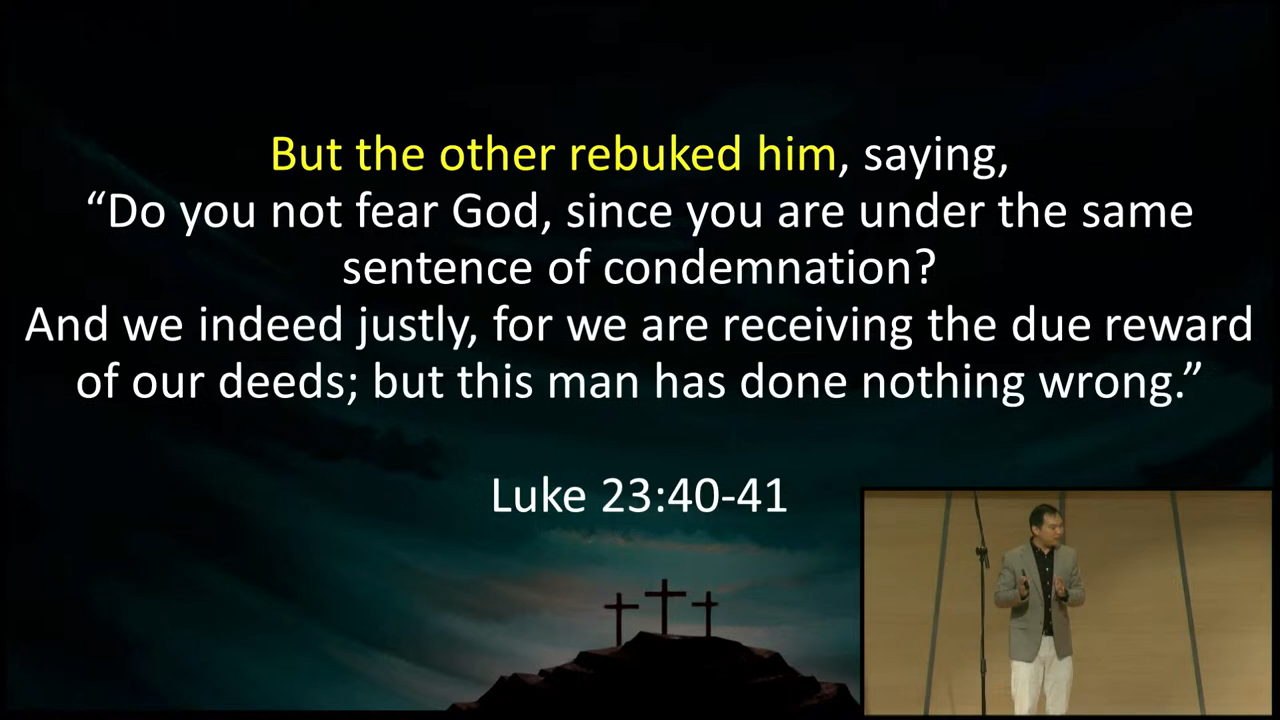 But the other rebuked him, saying,
“Do you not fear God, since you are under the same
sentence of condemnation?
And we indeed justly, for we are receiving the due reward
of our deeds; but this man has done nothing wrong.”
Luke 23:40-41